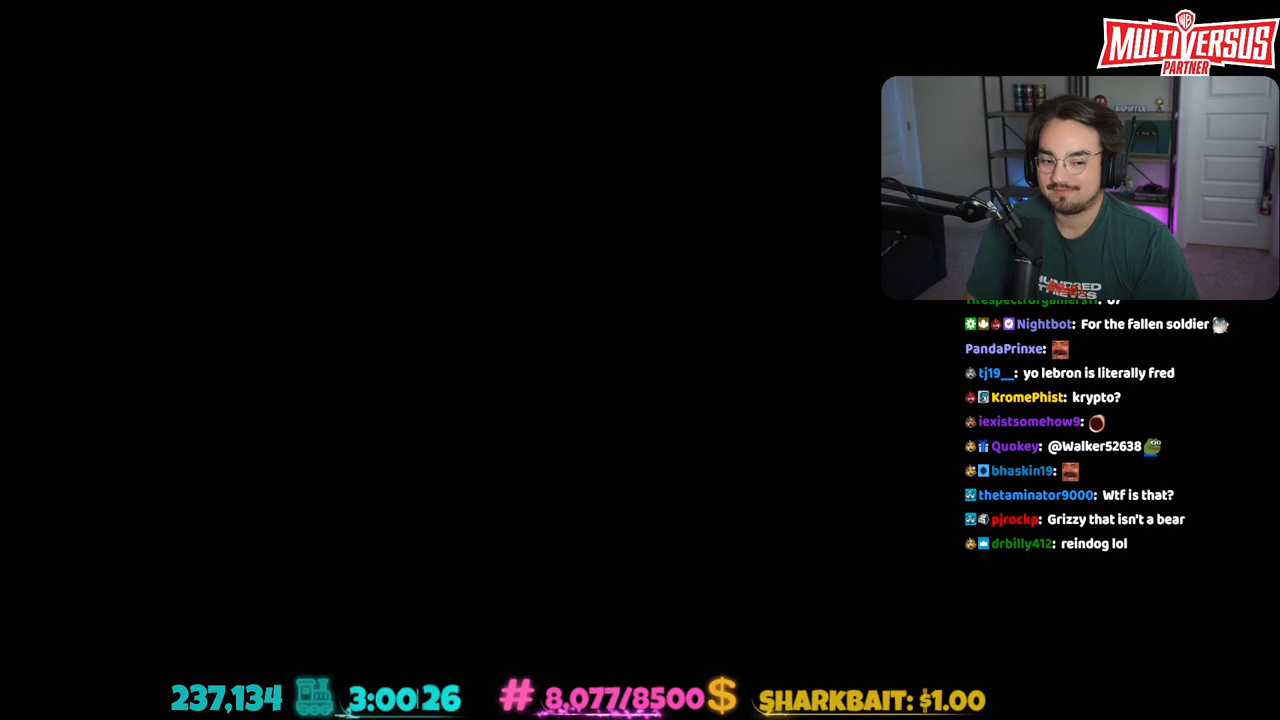 MULTIVERSUS
PARTNER
HUNDRED
THIEVES
Nightbot: For the fallen soldier
PandaPrinxe:
tj19__: yo lebron is literally fred
KromePhist: krypto?
iexistsomehow9:
Quokey: @Walker52638
bhaskin19:
thetaminator9000: Wtf is that?
pjrockp: Grizzy that isn't a bear
drbilly412: reindog lol
237,134 3:00 26 # 8,077/8500 $ SHARKBAIT: $1.00